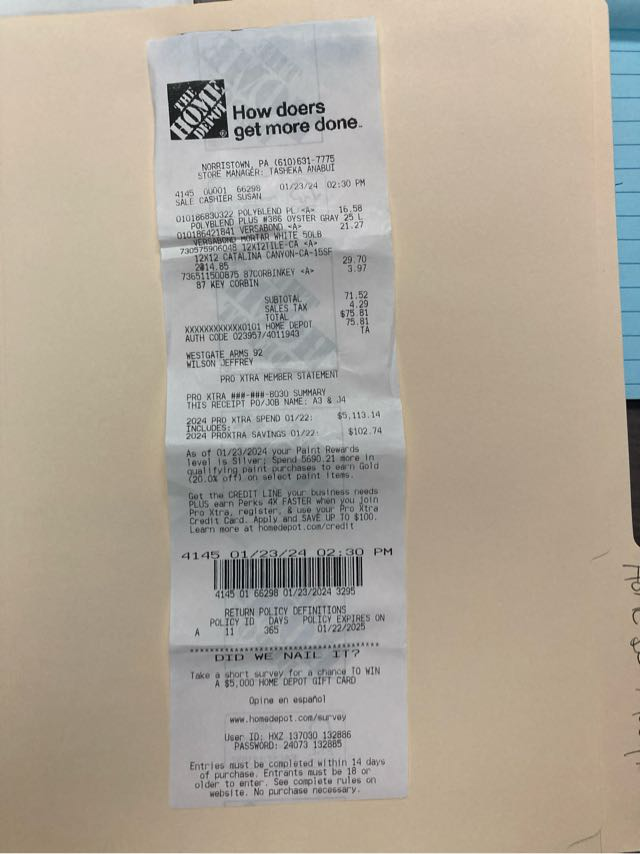 THE HOME DEPOT
How doers
get more done.
NORRISTOWN, PA (610)631-7775
STORE MANAGER: TASHEKA ANABUI
4145 00001 66298 01/23/24 02:30 PM
SALE CASHIER SUSAN
010186830322 POLYBLEND PL <A> 16.58
POLYBLEND PLUS #386 OYSTER GRAY 25 L
010186421841 VERSABOND <A> 21.27
VERSABOND MORTAR WHITE 50LB
730575906048 12X12TILE-CA <A>
12X12 CATALINA CANYON-CA-15SF
2@14.85 29.70
736511500875 87CORBINKEY <A> 3.97
87 KEY CORBIN
SUBTOTAL 71.52
SALES TAX 4.29
TOTAL $75.81
XXXXXXXXXXXX0101 HOME DEPOT 75.81
AUTH CODE 023957/4011943 TA
WESTGATE ARMS 92
WILSON JEFFREY
PRO XTRA MEMBER STATEMENT
PRO XTRA ###-###-8030 SUMMARY
THIS RECEIPT PO/JOB NAME: A3 & J4
2024 PRO XTRA SPEND 01/22: $5,113.14
INCLUDES:
2024 PROXTRA SAVINGS 01/22: $102.74
As of 01/23/2024 your Paint Rewards
level is Silver; Spend 5690.21 more in
qualifying paint purchases to earn Gold
(20.0% off) on select paint items.
Get the CREDIT LINE your business needs
PLUS earn Perks 4X FASTER when you join
Pro Xtra, register, & use your Pro Xtra
Credit Card. Apply and SAVE UP TO $100.
Learn more at homedepot.com/credit
4145 01/23/24 02:30 PM
4145 01 66298 01/23/2024 3295
RETURN POLICY DEFINITIONS
POLICY ID DAYS POLICY EXPIRES ON
A 11 365 01/22/2025
DID WE NAIL IT?
Take a short survey for a chance TO WIN
A $5,000 HOME DEPOT GIFT CARD
Opine en español
www.homedepot.com/survey
User ID: HXZ 137030 132886
PASSWORD: 24073 132885
Entries must be completed within 14 days
of purchase. Entrants must be 18 or
older to enter. See complete rules on
website. No purchase necessary.